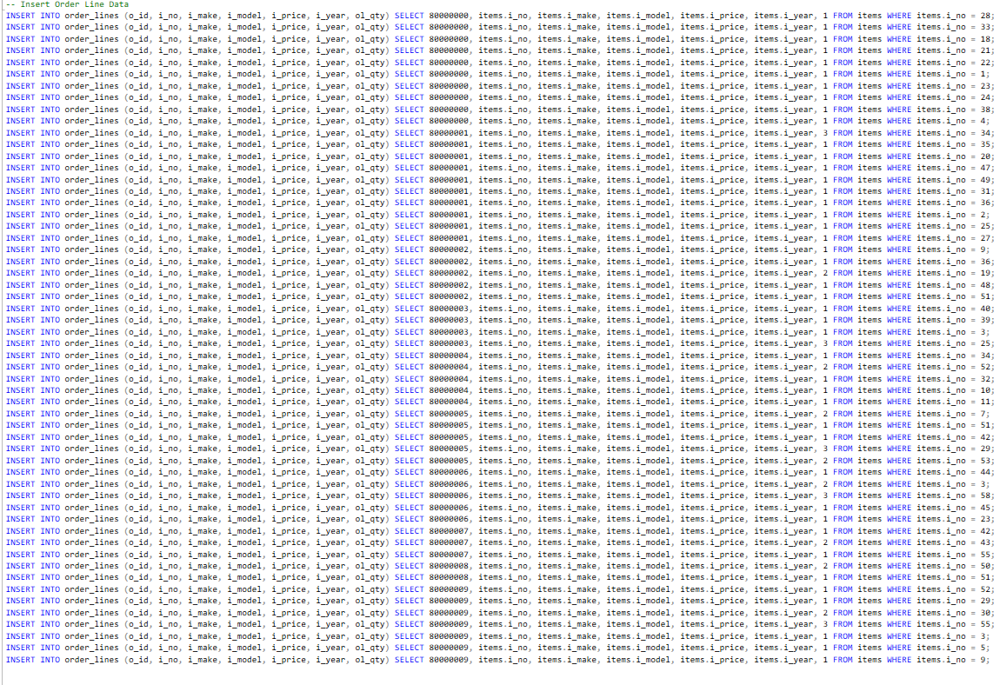 -- Insert Order Line Data
INSERT INTO order_lines (o_id, i_no, i_make, i_model, i_price, i_year, ol_qty) SELECT 80000000, items.i_no, items.i_make, items.i_model, items.i_price, items.i_year, 1 FROM items WHERE items.i_no = 28;
INSERT INTO order_lines (o_id, i_no, i_make, i_model, i_price, i_year, ol_qty) SELECT 80000000, items.i_no, items.i_make, items.i_model, items.i_price, items.i_year, 1 FROM items WHERE items.i_no = 33;
INSERT INTO order_lines (o_id, i_no, i_make, i_model, i_price, i_year, ol_qty) SELECT 80000000, items.i_no, items.i_make, items.i_model, items.i_price, items.i_year, 1 FROM items WHERE items.i_no = 18;
INSERT INTO order_lines (o_id, i_no, i_make, i_model, i_price, i_year, ol_qty) SELECT 80000000, items.i_no, items.i_make, items.i_model, items.i_price, items.i_year, 1 FROM items WHERE items.i_no = 21;
INSERT INTO order_lines (o_id, i_no, i_make, i_model, i_price, i_year, ol_qty) SELECT 80000000, items.i_no, items.i_make, items.i_model, items.i_price, items.i_year, 1 FROM items WHERE items.i_no = 22;
INSERT INTO order_lines (o_id, i_no, i_make, i_model, i_price, i_year, ol_qty) SELECT 80000000, items.i_no, items.i_make, items.i_model, items.i_price, items.i_year, 1 FROM items WHERE items.i_no = 1;
INSERT INTO order_lines (o_id, i_no, i_make, i_model, i_price, i_year, ol_qty) SELECT 80000000, items.i_no, items.i_make, items.i_model, items.i_price, items.i_year, 1 FROM items WHERE items.i_no = 23;
INSERT INTO order_lines (o_id, i_no, i_make, i_model, i_price, i_year, ol_qty) SELECT 80000000, items.i_no, items.i_make, items.i_model, items.i_price, items.i_year, 1 FROM items WHERE items.i_no = 24;
INSERT INTO order_lines (o_id, i_no, i_make, i_model, i_price, i_year, ol_qty) SELECT 80000000, items.i_no, items.i_make, items.i_model, items.i_price, items.i_year, 1 FROM items WHERE items.i_no = 38;
INSERT INTO order_lines (o_id, i_no, i_make, i_model, i_price, i_year, ol_qty) SELECT 80000000, items.i_no, items.i_make, items.i_model, items.i_price, items.i_year, 1 FROM items WHERE items.i_no = 4;
INSERT INTO order_lines (o_id, i_no, i_make, i_model, i_price, i_year, ol_qty) SELECT 80000001, items.i_no, items.i_make, items.i_model, items.i_price, items.i_year, 3 FROM items WHERE items.i_no = 34;
INSERT INTO order_lines (o_id, i_no, i_make, i_model, i_price, i_year, ol_qty) SELECT 80000001, items.i_no, items.i_make, items.i_model, items.i_price, items.i_year, 1 FROM items WHERE items.i_no = 35;
INSERT INTO order_lines (o_id, i_no, i_make, i_model, i_price, i_year, ol_qty) SELECT 80000001, items.i_no, items.i_make, items.i_model, items.i_price, items.i_year, 1 FROM items WHERE items.i_no = 20;
INSERT INTO order_lines (o_id, i_no, i_make, i_model, i_price, i_year, ol_qty) SELECT 80000001, items.i_no, items.i_make, items.i_model, items.i_price, items.i_year, 1 FROM items WHERE items.i_no = 47;
INSERT INTO order_lines (o_id, i_no, i_make, i_model, i_price, i_year, ol_qty) SELECT 80000001, items.i_no, items.i_make, items.i_model, items.i_price, items.i_year, 1 FROM items WHERE items.i_no = 49;
INSERT INTO order_lines (o_id, i_no, i_make, i_model, i_price, i_year, ol_qty) SELECT 80000001, items.i_no, items.i_make, items.i_model, items.i_price, items.i_year, 1 FROM items WHERE items.i_no = 31;
INSERT INTO order_lines (o_id, i_no, i_make, i_model, i_price, i_year, ol_qty) SELECT 80000001, items.i_no, items.i_make, items.i_model, items.i_price, items.i_year, 1 FROM items WHERE items.i_no = 36;
INSERT INTO order_lines (o_id, i_no, i_make, i_model, i_price, i_year, ol_qty) SELECT 80000001, items.i_no, items.i_make, items.i_model, items.i_price, items.i_year, 1 FROM items WHERE items.i_no = 2;
INSERT INTO order_lines (o_id, i_no, i_make, i_model, i_price, i_year, ol_qty) SELECT 80000001, items.i_no, items.i_make, items.i_model, items.i_price, items.i_year, 1 FROM items WHERE items.i_no = 25;
INSERT INTO order_lines (o_id, i_no, i_make, i_model, i_price, i_year, ol_qty) SELECT 80000001, items.i_no, items.i_make, items.i_model, items.i_price, items.i_year, 1 FROM items WHERE items.i_no = 27;
INSERT INTO order_lines (o_id, i_no, i_make, i_model, i_price, i_year, ol_qty) SELECT 80000002, items.i_no, items.i_make, items.i_model, items.i_price, items.i_year, 1 FROM items WHERE items.i_no = 9;
INSERT INTO order_lines (o_id, i_no, i_make, i_model, i_price, i_year, ol_qty) SELECT 80000002, items.i_no, items.i_make, items.i_model, items.i_price, items.i_year, 1 FROM items WHERE items.i_no = 36;
INSERT INTO order_lines (o_id, i_no, i_make, i_model, i_price, i_year, ol_qty) SELECT 80000002, items.i_no, items.i_make, items.i_model, items.i_price, items.i_year, 2 FROM items WHERE items.i_no = 19;
INSERT INTO order_lines (o_id, i_no, i_make, i_model, i_price, i_year, ol_qty) SELECT 80000002, items.i_no, items.i_make, items.i_model, items.i_price, items.i_year, 1 FROM items WHERE items.i_no = 48;
INSERT INTO order_lines (o_id, i_no, i_make, i_model, i_price, i_year, ol_qty) SELECT 80000002, items.i_no, items.i_make, items.i_model, items.i_price, items.i_year, 1 FROM items WHERE items.i_no = 51;
INSERT INTO order_lines (o_id, i_no, i_make, i_model, i_price, i_year, ol_qty) SELECT 80000003, items.i_no, items.i_make, items.i_model, items.i_price, items.i_year, 1 FROM items WHERE items.i_no = 40;
INSERT INTO order_lines (o_id, i_no, i_make, i_model, i_price, i_year, ol_qty) SELECT 80000003, items.i_no, items.i_make, items.i_model, items.i_price, items.i_year, 1 FROM items WHERE items.i_no = 39;
INSERT INTO order_lines (o_id, i_no, i_make, i_model, i_price, i_year, ol_qty) SELECT 80000003, items.i_no, items.i_make, items.i_model, items.i_price, items.i_year, 1 FROM items WHERE items.i_no = 3;
INSERT INTO order_lines (o_id, i_no, i_make, i_model, i_price, i_year, ol_qty) SELECT 80000003, items.i_no, items.i_make, items.i_model, items.i_price, items.i_year, 3 FROM items WHERE items.i_no = 25;
INSERT INTO order_lines (o_id, i_no, i_make, i_model, i_price, i_year, ol_qty) SELECT 80000004, items.i_no, items.i_make, items.i_model, items.i_price, items.i_year, 1 FROM items WHERE items.i_no = 34;
INSERT INTO order_lines (o_id, i_no, i_make, i_model, i_price, i_year, ol_qty) SELECT 80000004, items.i_no, items.i_make, items.i_model, items.i_price, items.i_year, 2 FROM items WHERE items.i_no = 52;
INSERT INTO order_lines (o_id, i_no, i_make, i_model, i_price, i_year, ol_qty) SELECT 80000004, items.i_no, items.i_make, items.i_model, items.i_price, items.i_year, 1 FROM items WHERE items.i_no = 32;
INSERT INTO order_lines (o_id, i_no, i_make, i_model, i_price, i_year, ol_qty) SELECT 80000004, items.i_no, items.i_make, items.i_model, items.i_price, items.i_year, 1 FROM items WHERE items.i_no = 10;
INSERT INTO order_lines (o_id, i_no, i_make, i_model, i_price, i_year, ol_qty) SELECT 80000004, items.i_no, items.i_make, items.i_model, items.i_price, items.i_year, 1 FROM items WHERE items.i_no = 11;
INSERT INTO order_lines (o_id, i_no, i_make, i_model, i_price, i_year, ol_qty) SELECT 80000005, items.i_no, items.i_make, items.i_model, items.i_price, items.i_year, 2 FROM items WHERE items.i_no = 7;
INSERT INTO order_lines (o_id, i_no, i_make, i_model, i_price, i_year, ol_qty) SELECT 80000005, items.i_no, items.i_make, items.i_model, items.i_price, items.i_year, 1 FROM items WHERE items.i_no = 51;
INSERT INTO order_lines (o_id, i_no, i_make, i_model, i_price, i_year, ol_qty) SELECT 80000005, items.i_no, items.i_make, items.i_model, items.i_price, items.i_year, 1 FROM items WHERE items.i_no = 42;
INSERT INTO order_lines (o_id, i_no, i_make, i_model, i_price, i_year, ol_qty) SELECT 80000005, items.i_no, items.i_make, items.i_model, items.i_price, items.i_year, 3 FROM items WHERE items.i_no = 29;
INSERT INTO order_lines (o_id, i_no, i_make, i_model, i_price, i_year, ol_qty) SELECT 80000005, items.i_no, items.i_make, items.i_model, items.i_price, items.i_year, 2 FROM items WHERE items.i_no = 53;
INSERT INTO order_lines (o_id, i_no, i_make, i_model, i_price, i_year, ol_qty) SELECT 80000006, items.i_no, items.i_make, items.i_model, items.i_price, items.i_year, 1 FROM items WHERE items.i_no = 44;
INSERT INTO order_lines (o_id, i_no, i_make, i_model, i_price, i_year, ol_qty) SELECT 80000006, items.i_no, items.i_make, items.i_model, items.i_price, items.i_year, 2 FROM items WHERE items.i_no = 3;
INSERT INTO order_lines (o_id, i_no, i_make, i_model, i_price, i_year, ol_qty) SELECT 80000006, items.i_no, items.i_make, items.i_model, items.i_price, items.i_year, 3 FROM items WHERE items.i_no = 58;
INSERT INTO order_lines (o_id, i_no, i_make, i_model, i_price, i_year, ol_qty) SELECT 80000006, items.i_no, items.i_make, items.i_model, items.i_price, items.i_year, 1 FROM items WHERE items.i_no = 45;
INSERT INTO order_lines (o_id, i_no, i_make, i_model, i_price, i_year, ol_qty) SELECT 80000006, items.i_no, items.i_make, items.i_model, items.i_price, items.i_year, 2 FROM items WHERE items.i_no = 23;
INSERT INTO order_lines (o_id, i_no, i_make, i_model, i_price, i_year, ol_qty) SELECT 80000007, items.i_no, items.i_make, items.i_model, items.i_price, items.i_year, 1 FROM items WHERE items.i_no = 42;
INSERT INTO order_lines (o_id, i_no, i_make, i_model, i_price, i_year, ol_qty) SELECT 80000007, items.i_no, items.i_make, items.i_model, items.i_price, items.i_year, 2 FROM items WHERE items.i_no = 43;
INSERT INTO order_lines (o_id, i_no, i_make, i_model, i_price, i_year, ol_qty) SELECT 80000007, items.i_no, items.i_make, items.i_model, items.i_price, items.i_year, 1 FROM items WHERE items.i_no = 55;
INSERT INTO order_lines (o_id, i_no, i_make, i_model, i_price, i_year, ol_qty) SELECT 80000008, items.i_no, items.i_make, items.i_model, items.i_price, items.i_year, 2 FROM items WHERE items.i_no = 50;
INSERT INTO order_lines (o_id, i_no, i_make, i_model, i_price, i_year, ol_qty) SELECT 80000008, items.i_no, items.i_make, items.i_model, items.i_price, items.i_year, 1 FROM items WHERE items.i_no = 51;
INSERT INTO order_lines (o_id, i_no, i_make, i_model, i_price, i_year, ol_qty) SELECT 80000009, items.i_no, items.i_make, items.i_model, items.i_price, items.i_year, 1 FROM items WHERE items.i_no = 52;
INSERT INTO order_lines (o_id, i_no, i_make, i_model, i_price, i_year, ol_qty) SELECT 80000009, items.i_no, items.i_make, items.i_model, items.i_price, items.i_year, 1 FROM items WHERE items.i_no = 29;
INSERT INTO order_lines (o_id, i_no, i_make, i_model, i_price, i_year, ol_qty) SELECT 80000009, items.i_no, items.i_make, items.i_model, items.i_price, items.i_year, 2 FROM items WHERE items.i_no = 30;
INSERT INTO order_lines (o_id, i_no, i_make, i_model, i_price, i_year, ol_qty) SELECT 80000009, items.i_no, items.i_make, items.i_model, items.i_price, items.i_year, 3 FROM items WHERE items.i_no = 55;
INSERT INTO order_lines (o_id, i_no, i_make, i_model, i_price, i_year, ol_qty) SELECT 80000009, items.i_no, items.i_make, items.i_model, items.i_price, items.i_year, 1 FROM items WHERE items.i_no = 3;
INSERT INTO order_lines (o_id, i_no, i_make, i_model, i_price, i_year, ol_qty) SELECT 80000009, items.i_no, items.i_make, items.i_model, items.i_price, items.i_year, 1 FROM items WHERE items.i_no = 5;
INSERT INTO order_lines (o_id, i_no, i_make, i_model, i_price, i_year, ol_qty) SELECT 80000009, items.i_no, items.i_make, items.i_model, items.i_price, items.i_year, 1 FROM items WHERE items.i_no = 9;